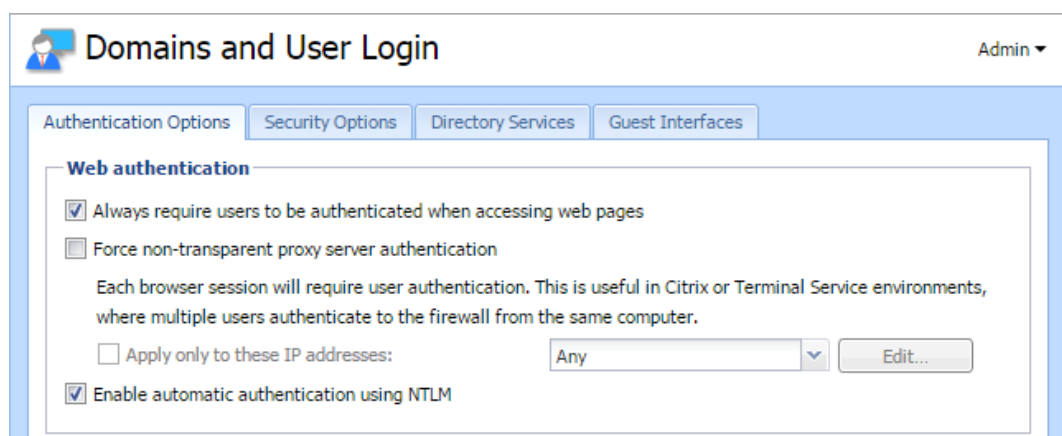 Domains and User Login
Admin
Authentication Options Security Options Directory Services Guest Interfaces
Web authentication
Always require users to be authenticated when accessing web pages
Force non-transparent proxy server authentication
Each browser session will require user authentication. This is useful in Citrix or Terminal Service environments,
where multiple users authenticate to the firewall from the same computer.
Apply only to these IP addresses: Any Edit...
Enable automatic authentication using NTLM